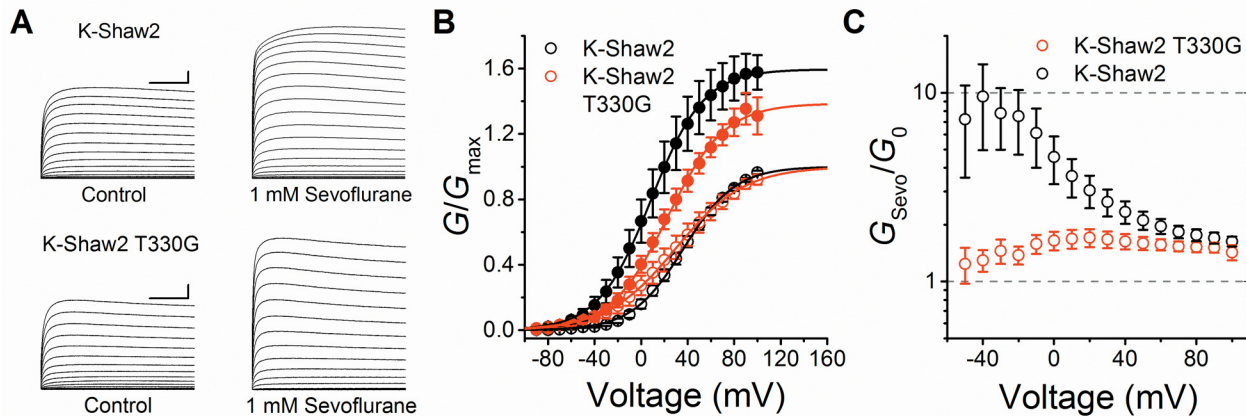 A
K-Shaw2
Control
1 mM Sevoflurane
K-Shaw2 T330G
Control
1 mM Sevoflurane
B
K-Shaw2
K-Shaw2
T330G
G/Gmax
1.6
1.2
0.8
0.4
0.0
-80 -40 0 40 80 120 160
Voltage (mV)
C
K-Shaw2 T330G
K-Shaw2
GSevo/G0
10
1
-40 0 40 80
Voltage (mV)